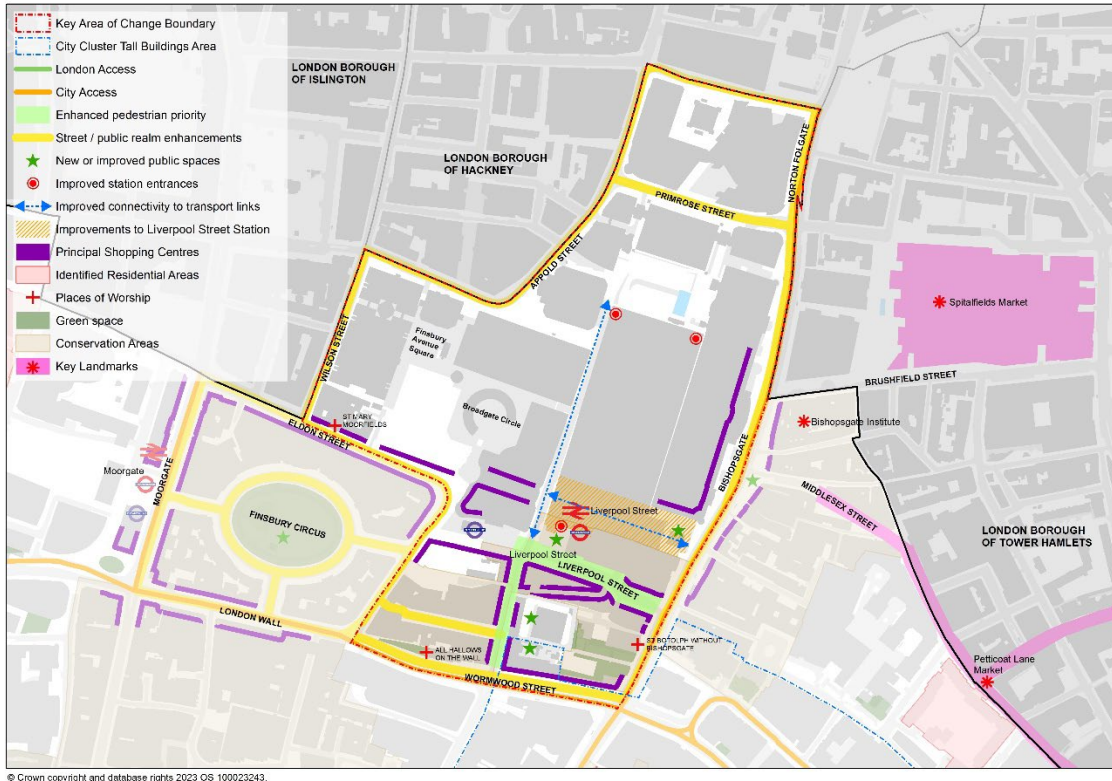 Key Area of Change Boundary
City Cluster Tall Buildings Area
London Access
City Access
Enhanced pedestrian priority
Street / public realm enhancements
New or improved public spaces
Improved station entrances
Improved connectivity to transport links
Improvements to Liverpool Street Station
Principal Shopping Centres
Identified Residential Areas
Places of Worship
Green space
Conservation Areas
Key Landmarks
LONDON BOROUGH
OF ISLINGTON
LONDON BOROUGH
OF HACKNEY
NORTON FOLGATE
PRIMROSE STREET
APPOLD STREET
Spitalfields Market
WILSON STREET
Finsbury
Avenue
Square
BRUSHFIELD STREET
Broadgate Circle
ST MARY
MOORFIELDS
ELDON STREET
Bishopsgate Institute
BISHOPSGATE
Moorgate
MOORGATE
MIDDLESEX STREET
FINSBURY CIRCUS
Liverpool Street
LONDON BOROUGH
OF TOWER HAMLETS
Liverpool Street
LIVERPOOL STREET
LONDON WALL
ALL HALLOWS
ON THE WALL
ST BOTOLPH WITHOUT
BISHOPSGATE
WORMWOOD STREET
Petticoat Lane
Market
© Crown copyright and database rights 2023 OS 100023243.